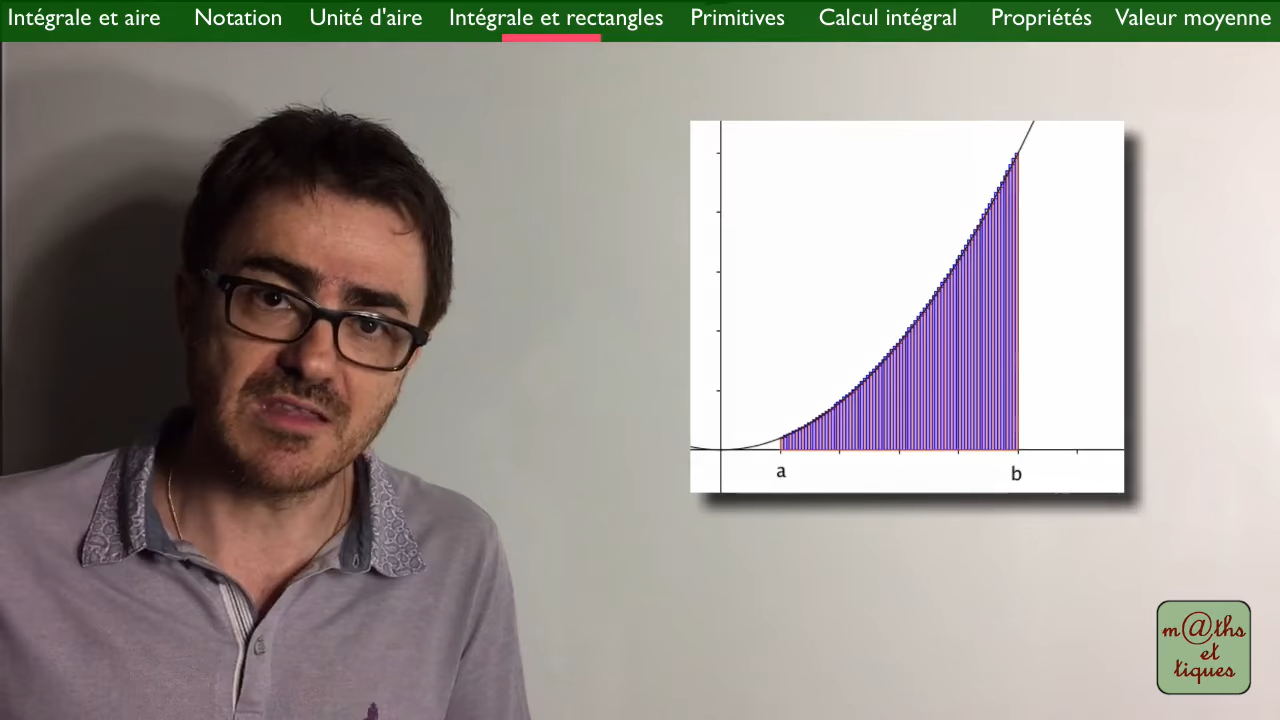 Intégrale et aire Notation Unité d'aire Intégrale et rectangles Primitives Calcul intégral Propriétés Valeur moyenne
a b
m@ths
et
tiques